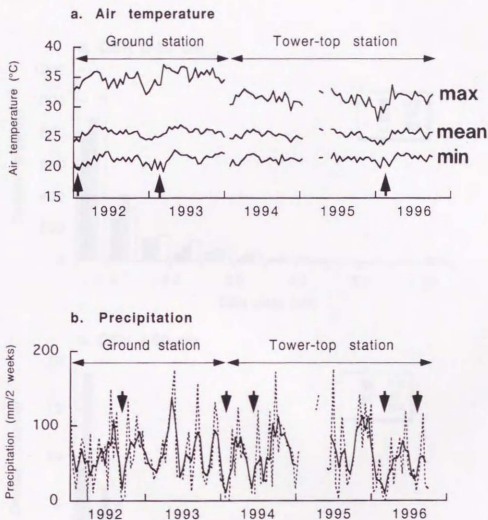 a. Air temperature
Ground station
Tower-top station
Air temperature (°C)
40
35
30
25
20
15
max
mean
min
1992
1993
1994
1995
1996
b. Precipitation
Ground station
Tower-top station
Precipitation (mm/2 weeks)
200
100
0
1992
1993
1994
1995
1996